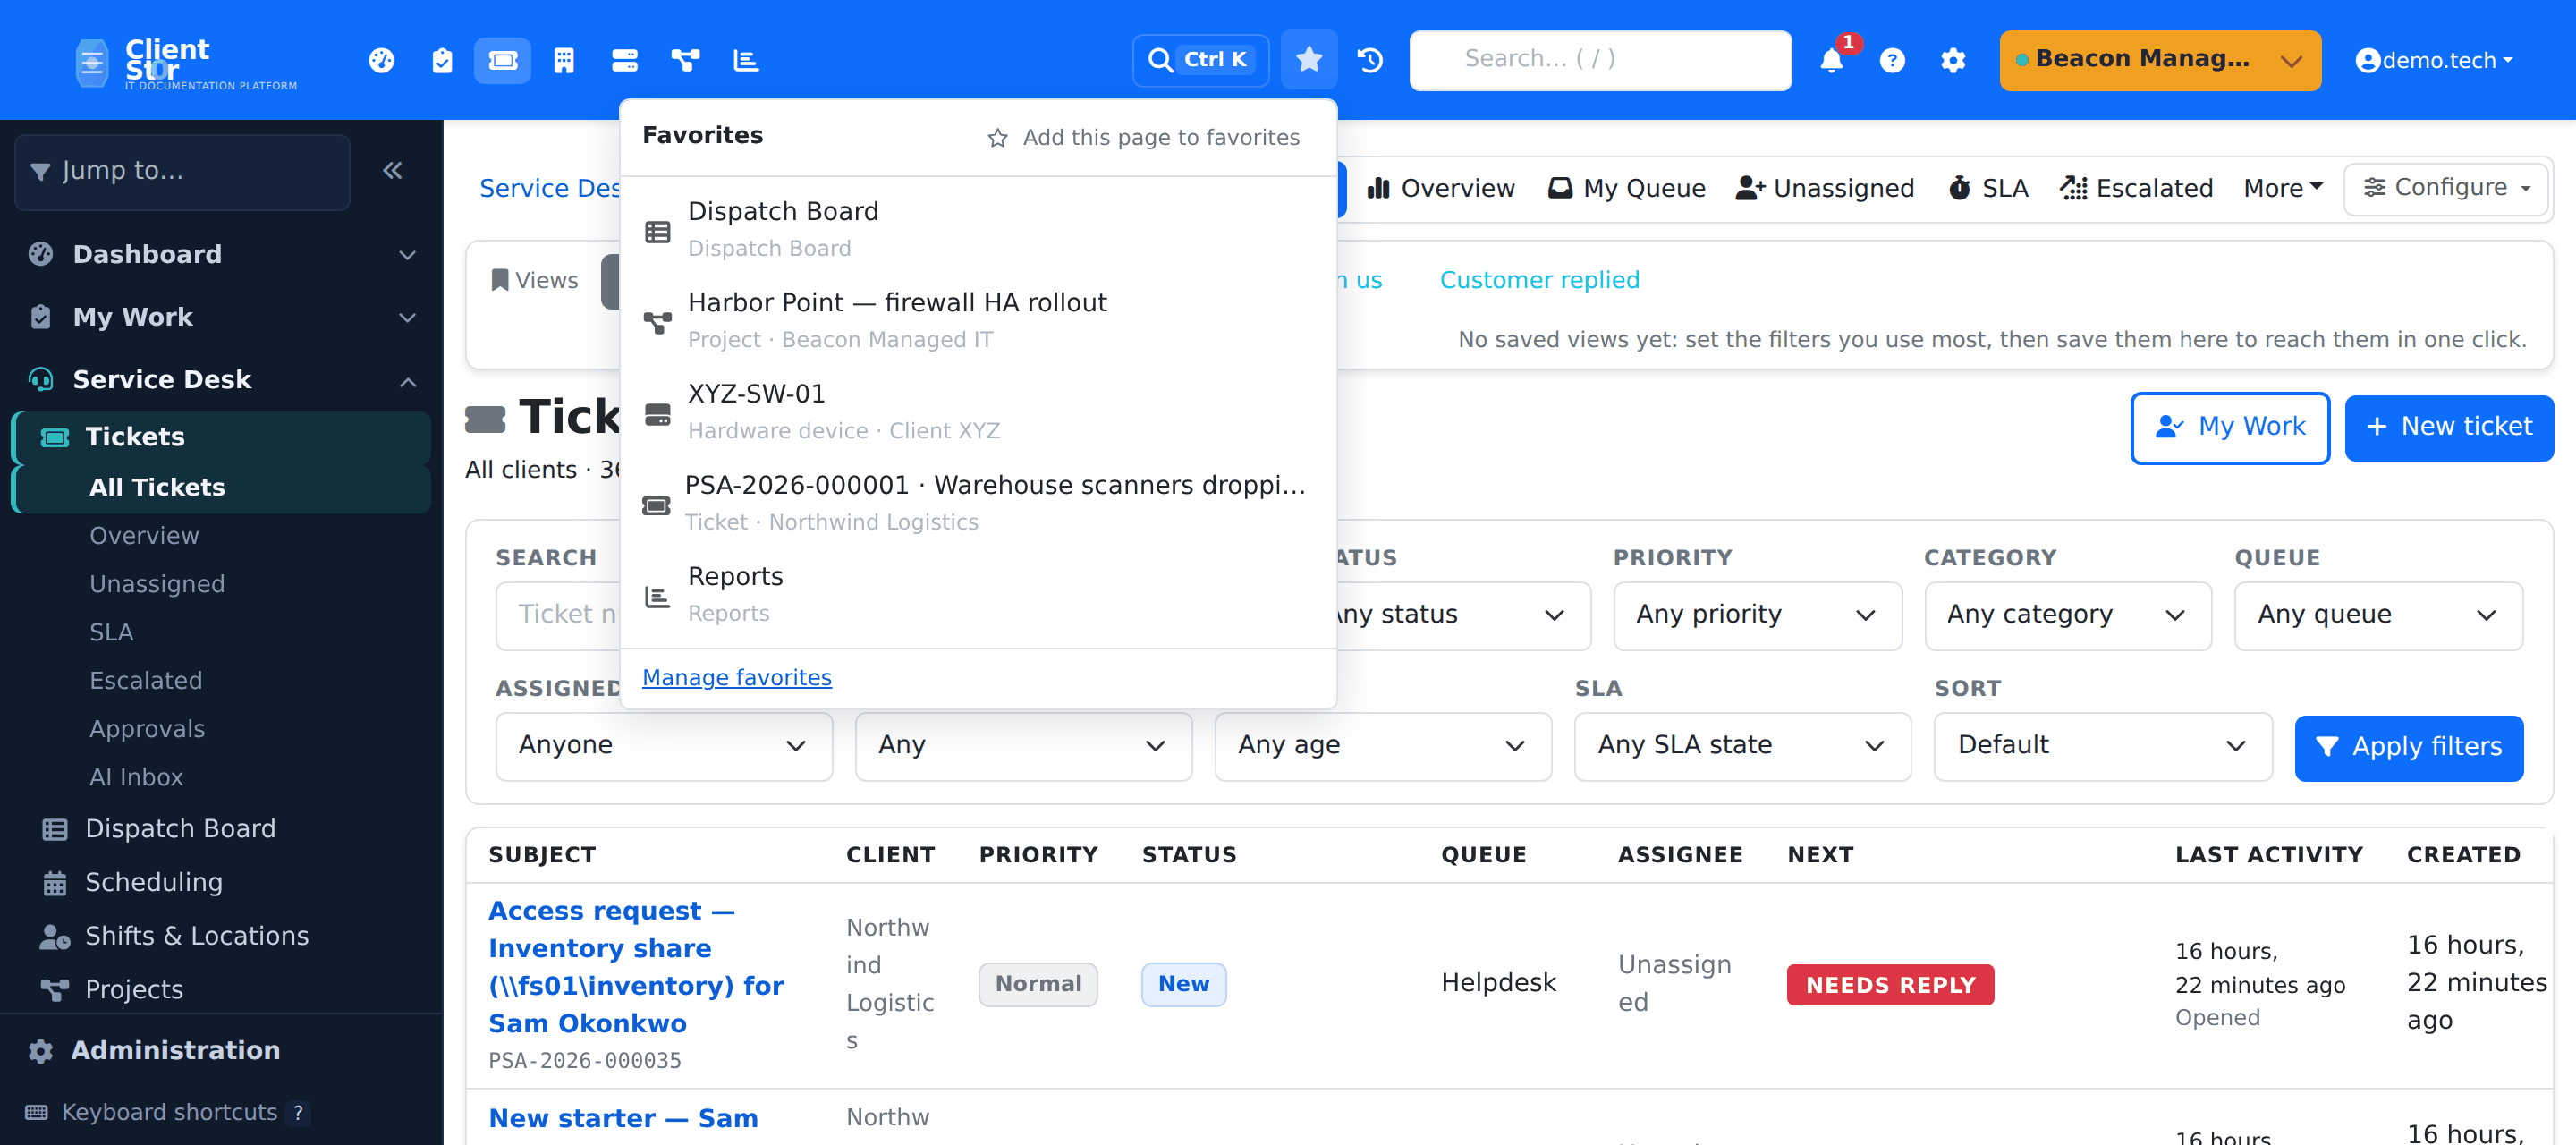 Client
St0r
IT DOCUMENTATION PLATFORM
Ctrl K
Search... ( / )
1
Beacon Manag...
demo.tech
Jump to...
Dashboard
My Work
Service Desk
Tickets
All Tickets
Overview
Unassigned
SLA
Escalated
Approvals
AI Inbox
Dispatch Board
Scheduling
Shifts & Locations
Projects
Administration
Keyboard shortcuts ?
Favorites
Add this page to favorites
Dispatch Board
Dispatch Board
Harbor Point — firewall HA rollout
Project · Beacon Managed IT
XYZ-SW-01
Hardware device · Client XYZ
PSA-2026-000001 · Warehouse scanners droppi...
Ticket · Northwind Logistics
Reports
Reports
Manage favorites
Service Des
Overview
My Queue
Unassigned
SLA
Escalated
More
Configure
Views
n us
Customer replied
No saved views yet: set the filters you use most, then save them here to reach them in one click.
Tick
All clients · 36
My Work
+ New ticket
SEARCH
Ticket n
ATUS
Any status
PRIORITY
Any priority
CATEGORY
Any category
QUEUE
Any queue
ASSIGNED
Anyone
Any
Any age
SLA
Any SLA state
SORT
Default
Apply filters
SUBJECT CLIENT PRIORITY STATUS QUEUE ASSIGNEE NEXT LAST ACTIVITY CREATED
Access request —
Inventory share
(\\fs01\inventory) for
Sam Okonkwo
PSA-2026-000035
Northw
ind
Logistic
s
Normal
New
Helpdesk
Unassign
ed
NEEDS REPLY
16 hours,
22 minutes ago
Opened
16 hours,
22 minutes
ago
New starter — Sam
Northw
16 hours,
16 hours,